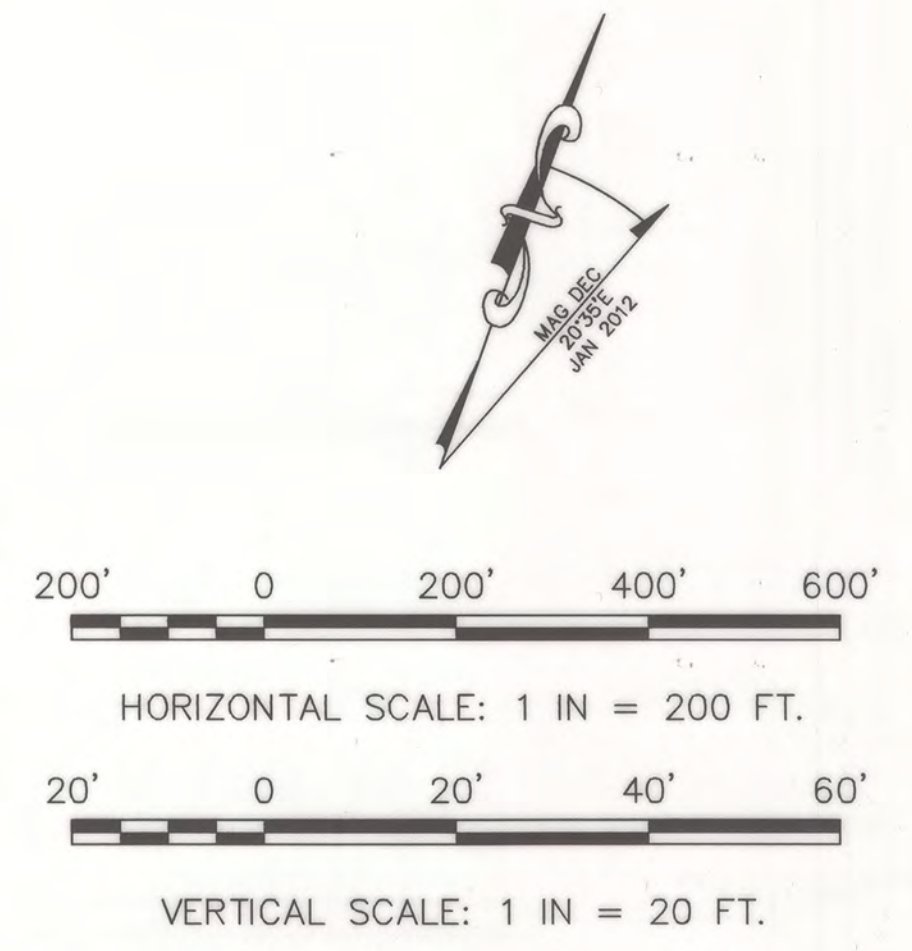 MAG DEC
20°35'E
JAN 2012
200' 0 200' 400' 600'
HORIZONTAL SCALE: 1 IN = 200 FT.
20' 0 20' 40' 60'
VERTICAL SCALE: 1 IN = 20 FT.